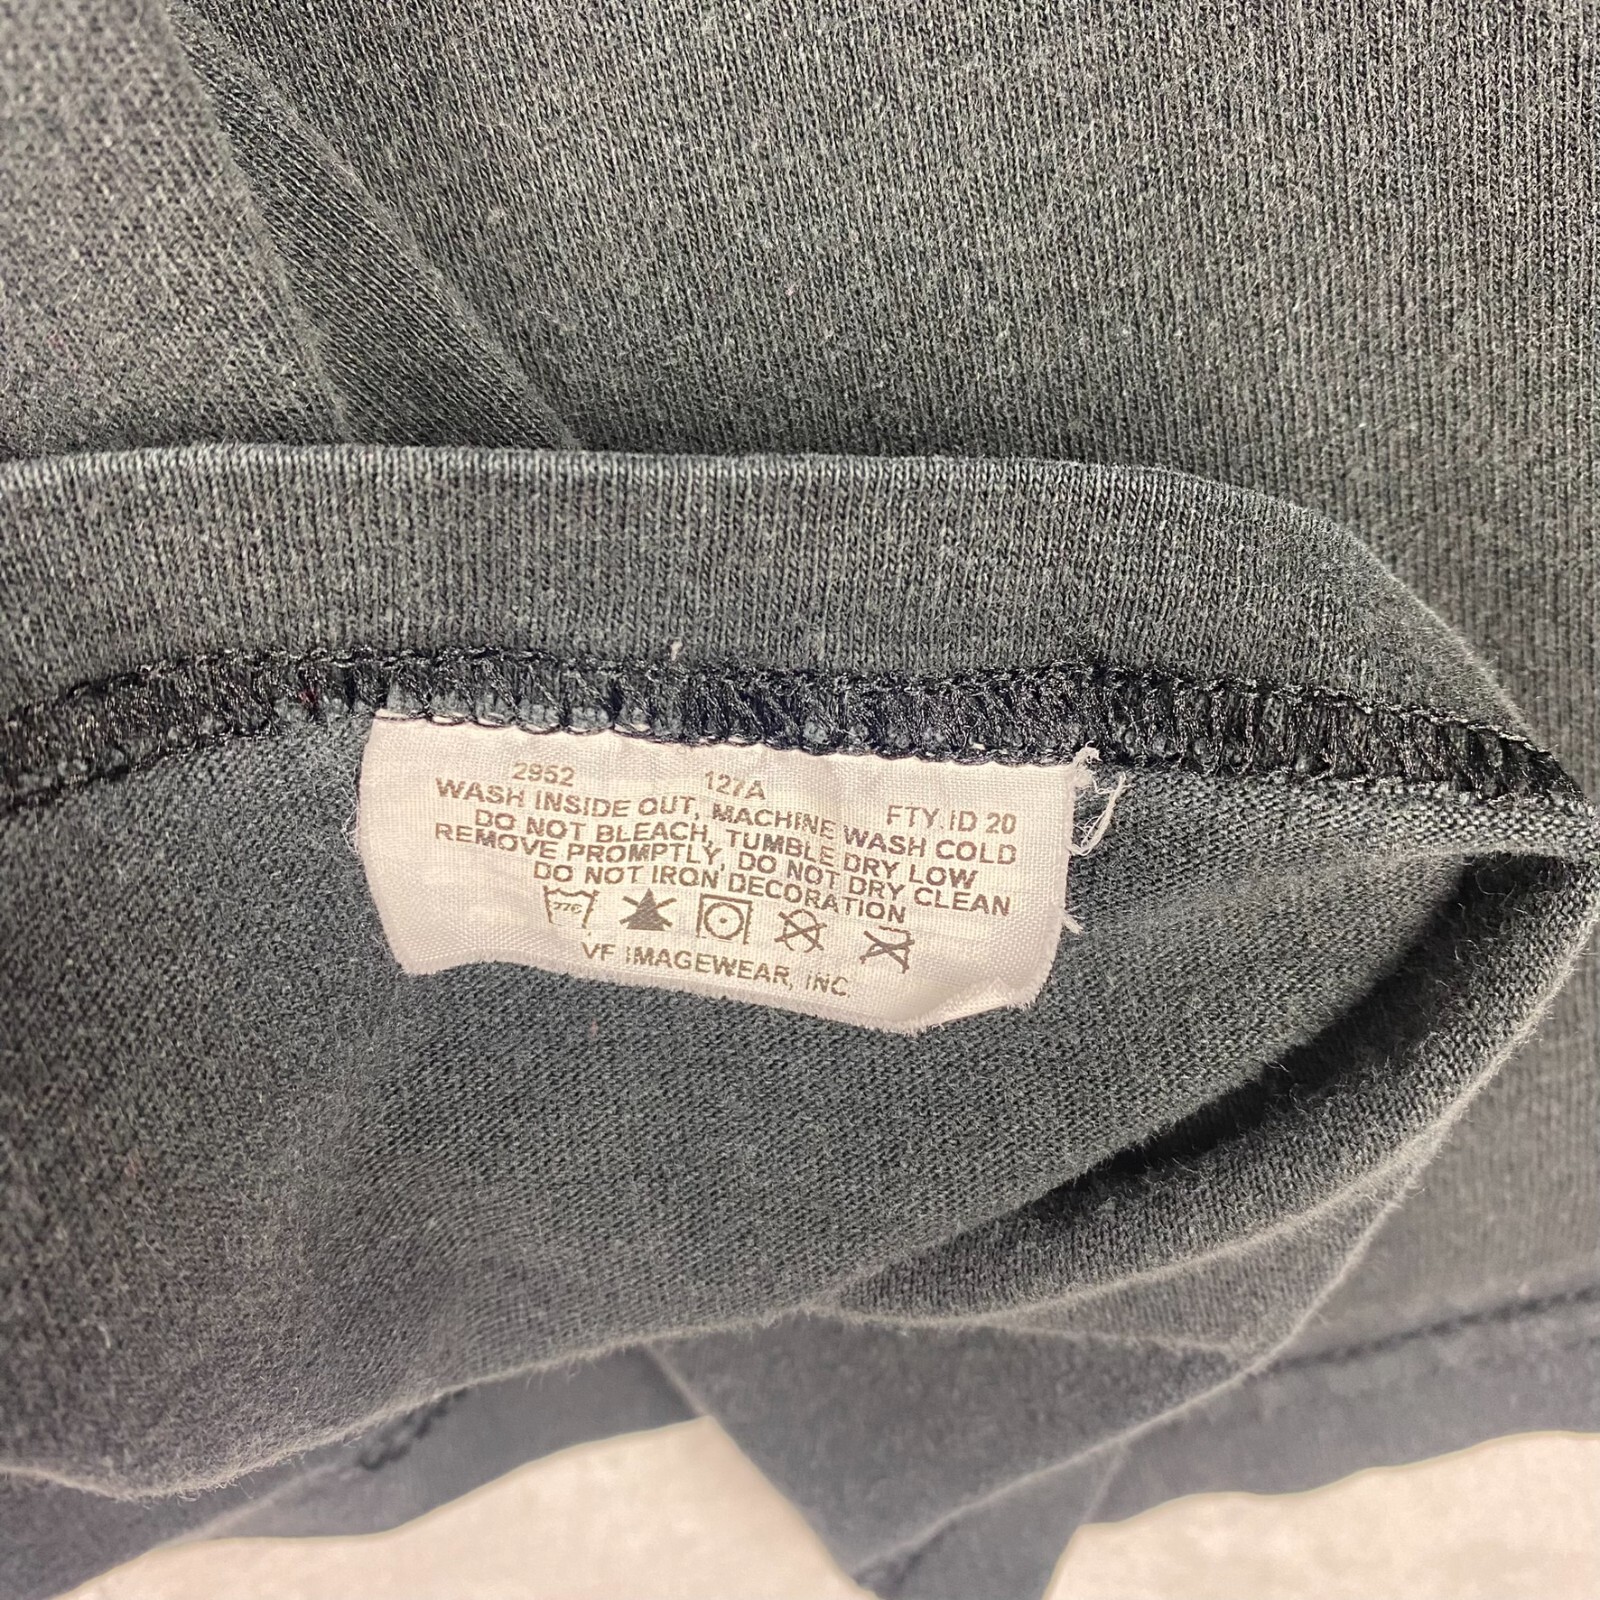 2952 127A FTY.ID 20
WASH INSIDE OUT, MACHINE WASH COLD
DO NOT BLEACH, TUMBLE DRY LOW
REMOVE PROMPTLY, DO NOT DRY CLEAN
DO NOT IRON DECORATION
VF IMAGEWEAR, INC